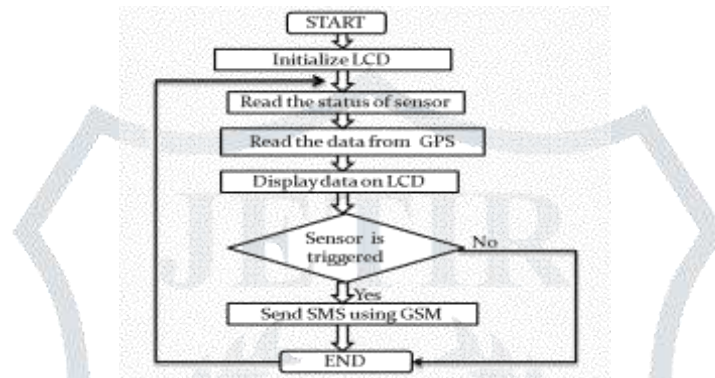 START
Initialize LCD
Read the status of sensor
Read the data from GPS
Display data on LCD
Sensor is
triggered
No
Yes
Send SMS using GSM
END
JETIR